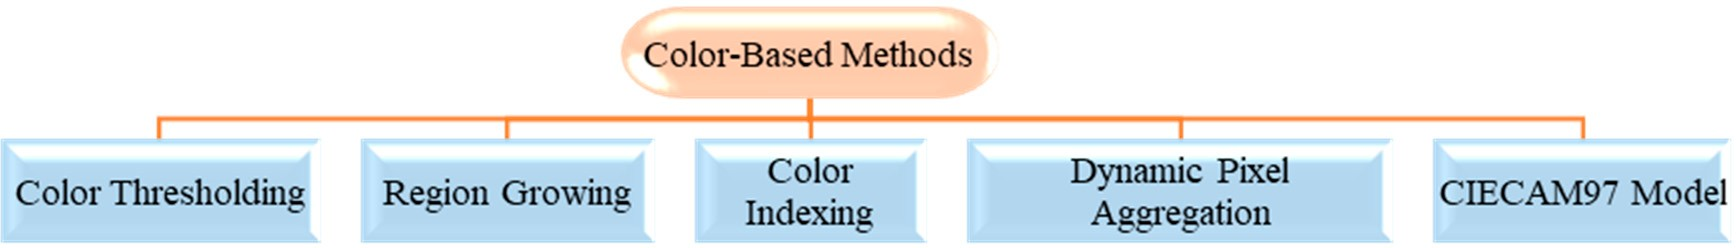 Color-Based Methods
Color Thresholding
Region Growing
Color
Indexing
Dynamic Pixel
Aggregation
CIECAM97 Model